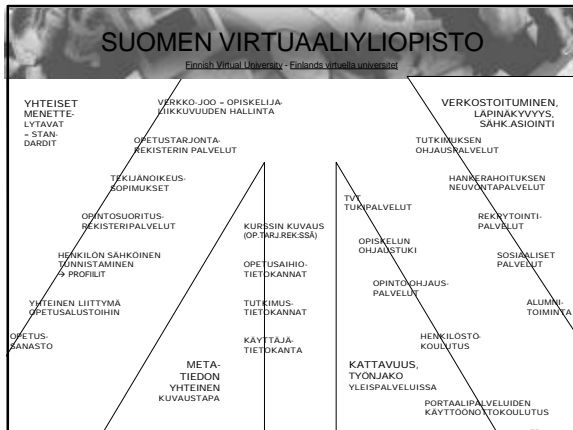 SUOMEN VIRTUAALIYLIOPISTO
Finnish Virtual University - Finlands virtuella universitet
YHTEISET
MENETTE-
LYTAVAT
– STAN-
DARDIT
VERKKO-JOO – OPISKELIJA-
LIIKKUVUUDEN HALLINTA
OPETUSTARJONTA-
REKISTERIN PALVELUT
TEKIJÄNOIKEUS-
SOPIMUKSET
OPINTOSUORITUS-
REKISTERIPALVELUT
HENKILÖN SÄHKÖINEN
TUNNISTAMINEN
→ PROFIILIT
YHTEINEN LIITTYMÄ
OPETUSALUSTOIHIN
OPETUS-
SANASTO
META-
TIEDON
YHTEINEN
KUVAUSTAPA
KURSSIN KUVAUS
(OP.TARJ.REK:SSÄ)
OPETUSAIHIO-
TIETOKANNAT
TUTKIMUS-
TIETOKANNAT
KÄYTTÄJÄ-
TIETOKANTA
TVT
TUKIPALVELUT
OPISKELUN
OHJAUSTUKI
OPINTO-OHJAUS-
PALVELUT
HENKILÖSTÖ-
KOULUTUS
PORTAALIPALVELUIDEN
KÄYTTÖÖNOTTOKOULUTUS
KATTAVUUS,
TYÖNJAKO
YLEISPALVELUISSA
VERKOSTOITUMINEN,
LÄPINÄKYVYYS,
SÄHK.ASIOINTI
TUTKIMUKSEN
OHJAUSPALVELUT
HANKERAHOITUKSEN
NEUVONTAPALVELUT
REKRYTOINTI-
PALVELUT
SOSIAALISET
PALVELUT
ALUMNI-
TOIMINTA